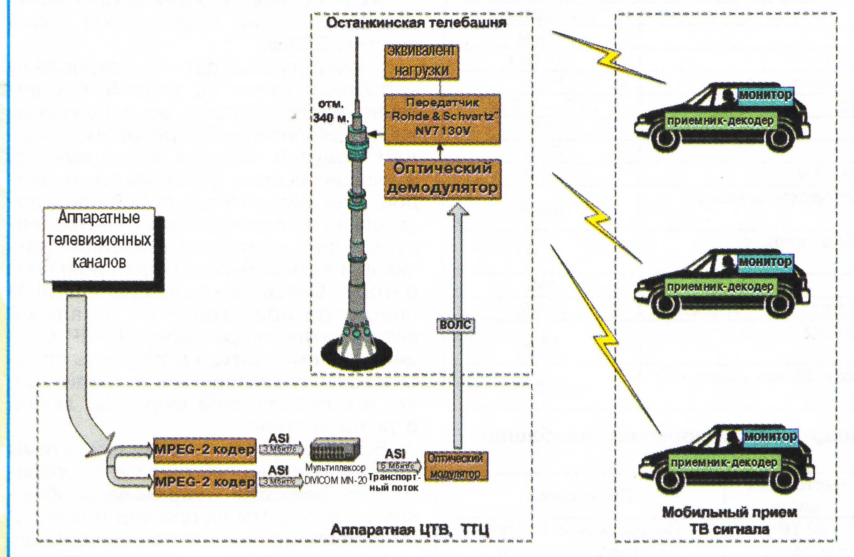 Останкинская телебашня
эквивалент
нагрузки
отм.
340 м.
Передатчик
"Rohde & Schvartz"
NV7130V
Оптический
демодулятор
Аппаратные
телевизионных
каналов
ВОЛС
монитор
приемник-декодер
монитор
приемник-декодер
монитор
приемник-декодер
Мобильный прием
ТВ сигнала
MPEG-2 кодер
ASI
3 Мбит/с
MPEG-2 кодер
ASI
3 Мбит/с
Мультиплексор
DIVICOM MN-20
ASI
6 Мбит/с
Транспорт-
ный поток
Оптический
модулятор
Аппаратная ЦТВ, ТТЦ